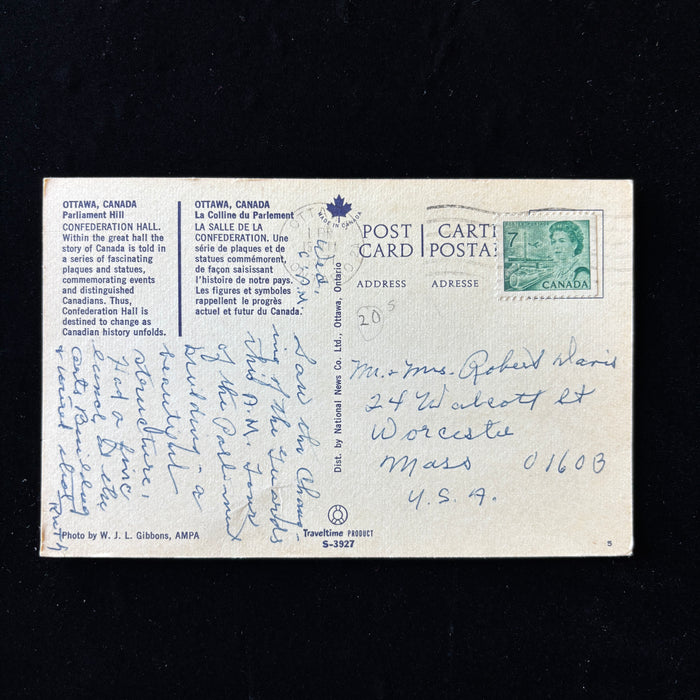 OTTAWA, CANADA
Parliament Hill
CONFEDERATION HALL.
Within the great hall the
story of Canada is told in
a series of fascinating
plaques and statues,
commemorating events
and distinguished
Canadians. Thus,
Confederation Hall is
destined to change as
Canadian history unfolds.
OTTAWA, CANADA
La Colline du Parlement
LA SALLE DE LA
CONFEDERATION. Une
série de plaques et de
statues commémorent,
de façon saisissant
l'histoire de notre pays.
Les figures et symboles
rappellent le progrès
actuel et futur du Canada.
MADE IN CANADA
POST
CARD
CARTE
POSTALE
ADDRESS
ADRESSE
7
CANADA
20 s
Wed.
Saw the Chang-
ing of the Guards
this A.M. Tour
of the Parliment
Building - a
beautiful
structure.
Had a fine
lunch
Mr. & Mrs. Robert Davis
24 Walcott St
Worcester
Mass 01603
U.S.A.
Dist. by National News Co. Ltd., Ottawa, Ontario
Photo by W. J. L. Gibbons, AMPA
Traveltime PRODUCT
S-3927
5